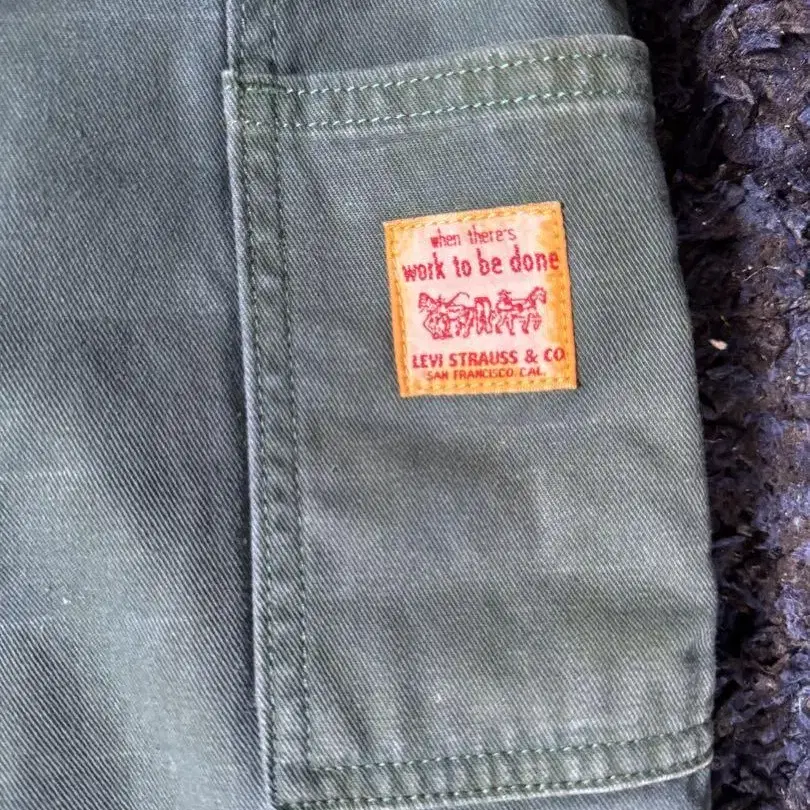 when there's
work to be done
LEVI STRAUSS & CO
SAN FRANCISCO. CAL.